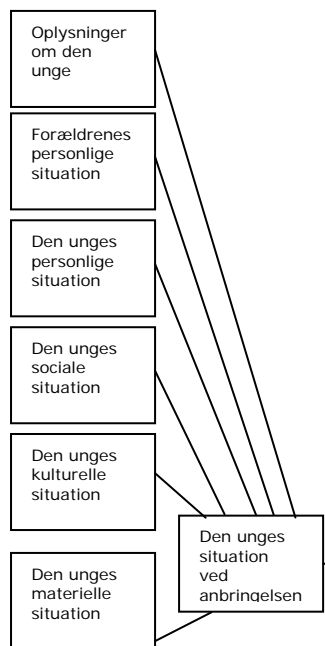 Oplysninger
om den
unge
Forældrenes
personlige
situation
Den unges
personlige
situation
Den unges
sociale
situation
Den unges
kulturelle
situation
Den unges
situation
ved
anbringelsen
Den unges
materielle
situation